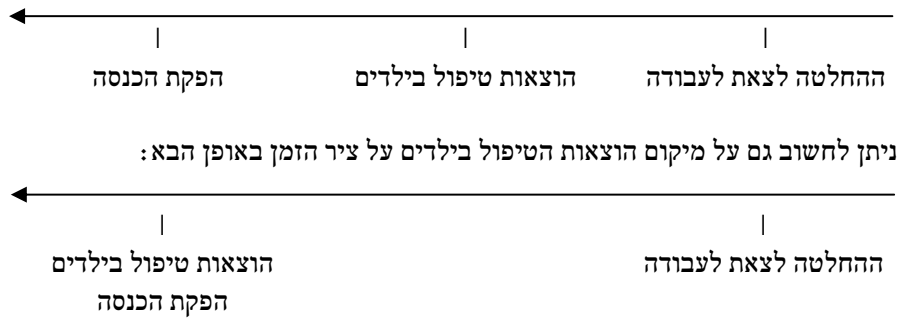 ההחלטה לצאת לעבודה הוצאות טיפול בילדים הפקת הכנסה
ניתן לחשוב גם על מיקום הוצאות הטיפול בילדים על ציר הזמן באופן הבא:
ההחלטה לצאת לעבודה הוצאות טיפול בילדים
הפקת הכנסה